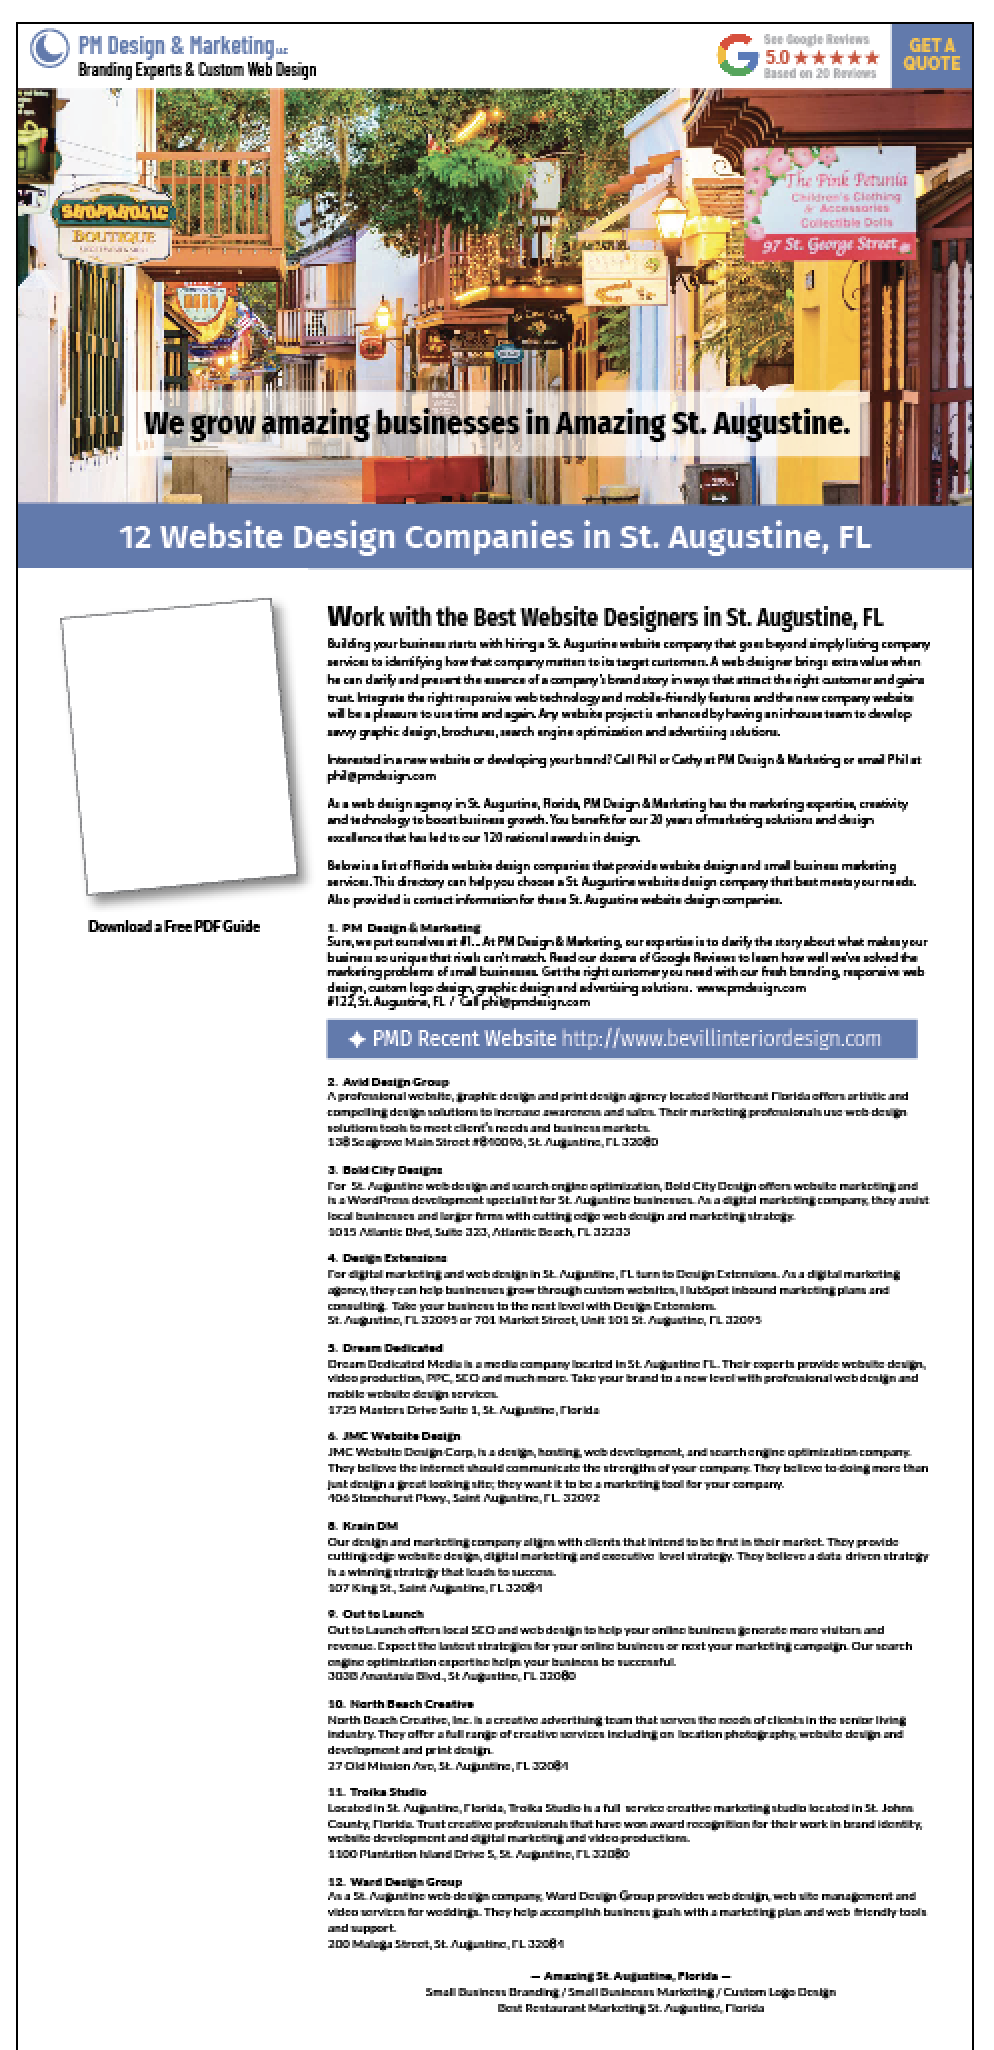 PM Design & Marketing LLC
Branding Experts & Custom Web Design
See Google Reviews
5.0 ★★★★★
Based on 20 Reviews
GET A
QUOTE
SHOPAHOLIC
BOUTIQUE
The Pink Petunia
Children's Clothing
& Accessories
Collectible Dolls
97 St. George Street
We grow amazing businesses in Amazing St. Augustine.
12 Website Design Companies in St. Augustine, FL
Download a Free PDF Guide
Work with the Best Website Designers in St. Augustine, FL
Building your business starts with hiring a St. Augustine website company that goes beyond simply listing company
services to identifying how that company matters to its target customers. A web designer brings extra value when
he can clarify and present the essence of a company's brand story in ways that attract the right customer and gains
trust. Integrate the right responsive web technology and mobile-friendly features and the new company website
will be a pleasure to use time and again. Any website project is enhanced by having an inhouse team to develop
savvy graphic design, brochures, search engine optimization and advertising solutions.
Interested in a new website or developing your brand? Call Phil or Cathy at PM Design & Marketing or email Phil at
phil@pmdesign.com
As a web design agency in St. Augustine, Florida, PM Design & Marketing has the marketing expertise, creativity
and technology to boost business growth. You benefit for our 20 years of marketing solutions and design
excellence that has led to our 120 national awards in design.
Below is a list of Florida website design companies that provide website design and small business marketing
services. This directory can help you choose a St. Augustine website design company that best meets your needs.
Also provided is contact information for these St. Augustine website design companies.
1. PM Design & Marketing
Sure, we put ourselves at #1... At PM Design & Marketing, our expertise is to clarify the story about what makes your
business so unique that rivals can't match. Read our dozens of Google Reviews to learn how well we've solved the
marketing problems of small businesses. Get the right customer you need with our fresh branding, responsive web
design, custom logo design, graphic design and advertising solutions. www.pmdesign.com
#122, St. Augustine, FL / Call phil@pmdesign.com
✦ PMD Recent Website http://www.bevillinteriordesign.com
2. Avid Design Group
A professional website, graphic design and print design agency located Northeast Florida offers artistic and
compelling design solutions to increase awareness and sales. Their marketing professionals use web design
solutions tools to meet client's needs and business markets.
138 Seagrove Main Street #840096, St. Augustine, FL 32080
3. Bold City Designs
For St. Augustine web design and search engine optimization, Bold City Design offers website marketing and
is a WordPress development specialist for St. Augustine businesses. As a digital marketing company, they assist
local businesses and larger firms with cutting edge web design and marketing strategy.
1015 Atlantic Blvd, Suite 323, Atlantic Beach, FL 32233
4. Design Extensions
For digital marketing and web design in St. Augustine, FL turn to Design Extensions. As a digital marketing
agency, they can help businesses grow through custom websites, HubSpot inbound marketing plans and
consulting. Take your business to the next level with Design Extensions.
St. Augustine, FL 32095 or 701 Market Street, Unit 101 St. Augustine, FL 32095
5. Dream Dedicated
Dream Dedicated Media is a media company located in St. Augustine FL. Their experts provide website design,
video production, PPC, SEO and much more. Take your brand to a new level with professional web design and
mobile website design services.
1725 Masters Drive Suite 1, St. Augustine, Florida
6. JMC Website Design
JMC Website Design Corp, is a design, hosting, web development, and search engine optimization company.
They believe the internet should communicate the strengths of your company. They believe to doing more than
just design a great looking site; they want it to be a marketing tool for your company.
406 Stonehurst Pkwy., Saint Augustine, FL. 32092
8. Krain DM
Our design and marketing company aligns with clients that intend to be first in their market. They provide
cutting edge website design, digital marketing and executive level strategy. They believe a data driven strategy
is a winning strategy that leads to success.
107 King St., Saint Augustine, FL 32084
9. Out to Launch
Out to Launch offers local SEO and web design to help your online business generate more visitors and
revenue. Expect the lastest strategies for your online business or next your marketing campaign. Our search
engine optimization expertise helps your business be successful.
303B Anastasia Blvd., St Augustine, FL 32080
10. North Beach Creative
North Beach Creative, Inc. is a creative advertising team that serves the needs of clients in the senior living
industry. They offer a full range of creative services including on location photography, website design and
development and print design.
27 Old Mission Ave, St. Augustine, FL 32084
11. Troika Studio
Located in St. Augustine, Florida, Troika Studio is a full service creative marketing studio located in St. Johns
County, Florida. Trust creative professionals that have won award recognition for their work in brand identity,
website development and digital marketing and video productions.
1100 Plantation Island Drive S, St. Augustine, FL 32080
12. Ward Design Group
As a St. Augustine web design company, Ward Design Group provides web design, web site management and
video services for weddings. They help accomplish business goals with a marketing plan and web friendly tools
and support.
200 Malaga Street, St. Augustine, FL 32084
— Amazing St. Augustine, Florida —
Small Business Branding / Small Businesss Marketing / Custom Logo Design
Best Restaurant Marketing St. Augustine, Florida